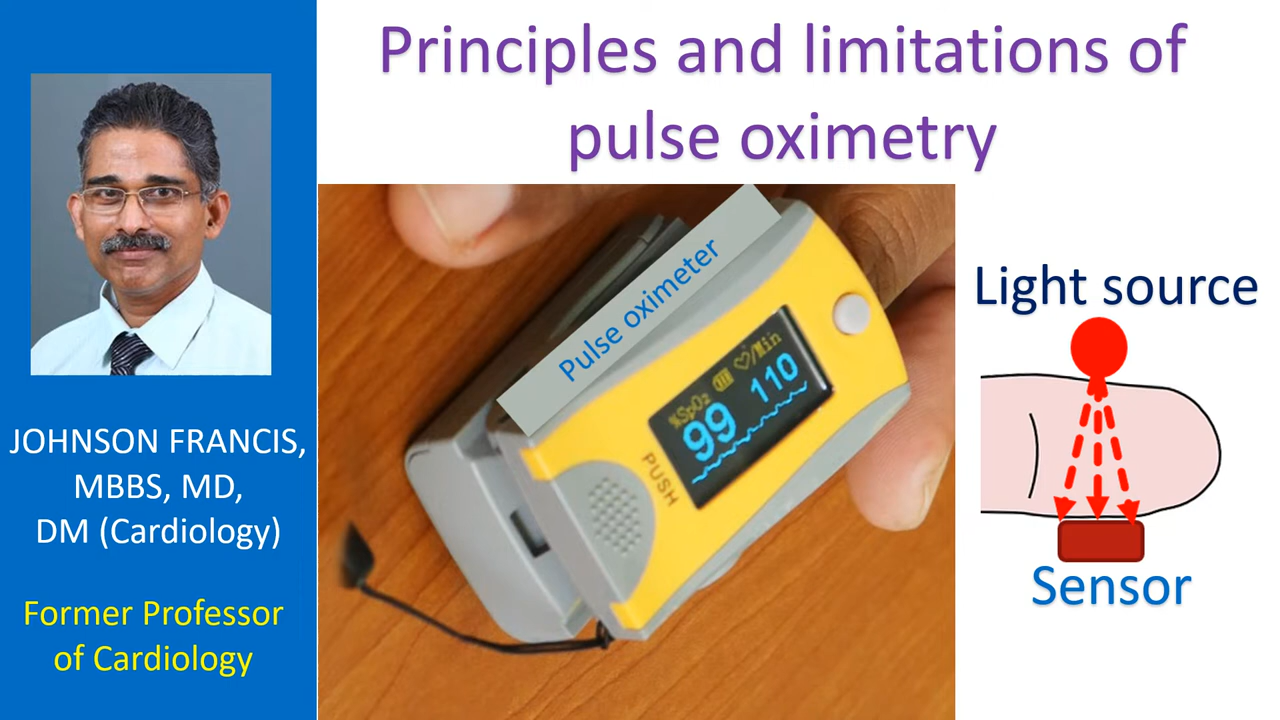 Principles and limitations of
pulse oximetry
JOHNSON FRANCIS,
MBBS, MD,
DM (Cardiology)
Former Professor
of Cardiology
Pulse oximeter
%SpO₂ ♡/Min
99 110
PUSH
Light source
Sensor